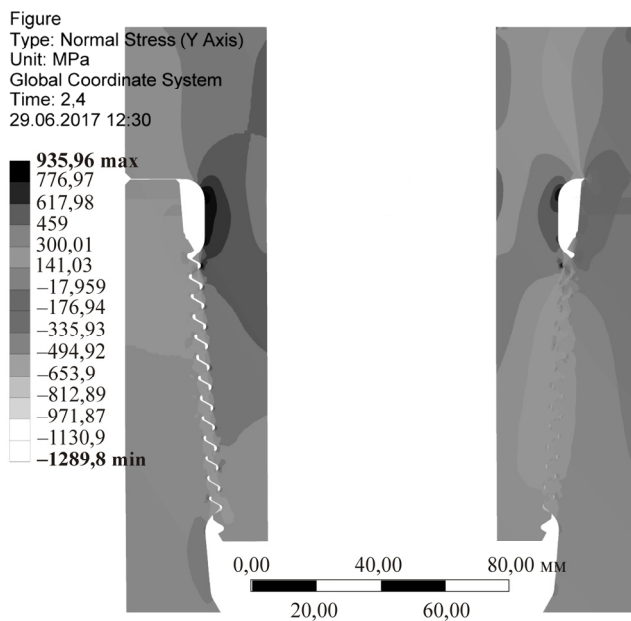 Figure
Type: Normal Stress (Y Axis)
Unit: MPa
Global Coordinate System
Time: 2,4
29.06.2017 12:30
935,96 max
776,97
617,98
459
300,01
141,03
−17,959
−176,94
−335,93
−494,92
−653,9
−812,89
−971,87
−1130,9
−1289,8 min
0,00 40,00 80,00 мм
20,00 60,00